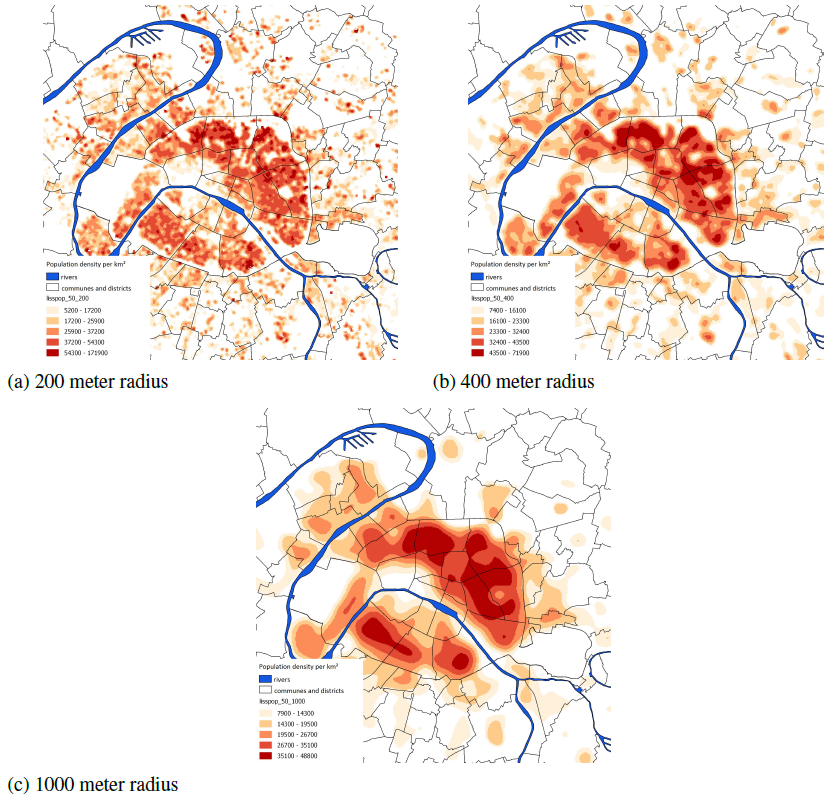 Population density per km²
rivers
communes and districts
lisspop_50_200
5200 - 17200
17200 - 25900
25900 - 37200
37200 - 54300
54300 - 171900
Population density per km²
rivers
communes and districts
lisspop_50_400
7400 - 16100
16100 - 23300
23300 - 32400
32400 - 43500
43500 - 71900
(a) 200 meter radius
(b) 400 meter radius
Population density per km²
rivers
communes and districts
lisspop_50_1000
7900 - 14300
14300 - 19500
19500 - 26700
26700 - 35100
35100 - 48800
(c) 1000 meter radius